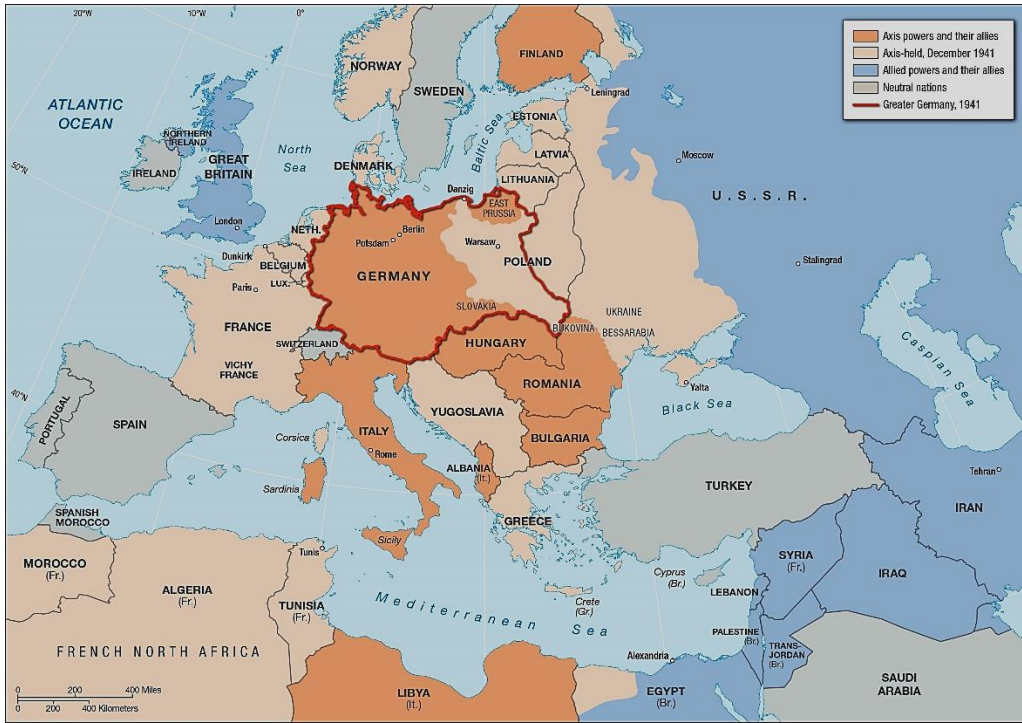 20°W
10°W
0°
50°N
40°N
Axis powers and their allies
Axis-held, December 1941
Allied powers and their allies
Neutral nations
Greater Germany, 1941
ATLANTIC
OCEAN
NORWAY
SWEDEN
FINLAND
Leningrad
ESTONIA
LATVIA
LITHUANIA
Baltic Sea
North
Sea
NORTHERN
IRELAND
IRELAND
GREAT
BRITAIN
London
DENMARK
Danzig
EAST
PRUSSIA
Moscow
U.S.S.R.
Stalingrad
NETH.
Berlin
Potsdam
Warsaw
POLAND
Dunkirk
BELGIUM
LUX.
Paris
GERMANY
SLOVAKIA
UKRAINE
BUKOVINA
BESSARABIA
FRANCE
SWITZERLAND
VICHY
FRANCE
HUNGARY
ROMANIA
Yalta
Black Sea
Caspian Sea
PORTUGAL
SPAIN
Corsica
ITALY
Rome
Sardinia
YUGOSLAVIA
BULGARIA
ALBANIA
(It.)
GREECE
TURKEY
Tehran
IRAN
SPANISH
MOROCCO
MOROCCO
(Fr.)
ALGERIA
(Fr.)
Tunis
TUNISIA
(Fr.)
Sicily
Mediterranean Sea
Crete
(Gr.)
Cyprus
(Br.)
LEBANON
SYRIA
(Fr.)
IRAQ
PALESTINE
(Br.)
TRANS-
JORDAN
(Br.)
Alexandria
EGYPT
(Br.)
SAUDI
ARABIA
LIBYA
(It.)
FRENCH NORTH AFRICA
0 200 400 Miles
0 200 400 Kilometers